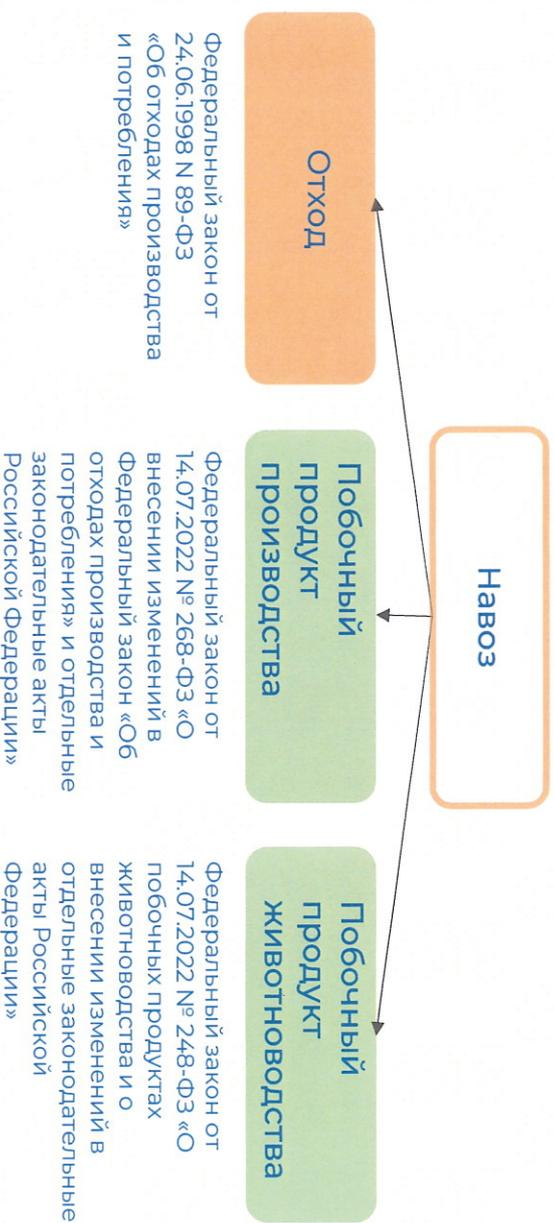 Навоз
Отход
Федеральный закон от
24.06.1998 N 89-ФЗ
«Об отходах производства
и потребления»
Побочный
продукт
производства
Федеральный закон от
14.07.2022 № 268-ФЗ «О
внесении изменений в
Федеральный закон «Об
отходах производства и
потребления» и отдельные
законодательные акты
Российской Федерации»
Побочный
продукт
животноводства
Федеральный закон от
14.07.2022 № 248-ФЗ «О
побочных продуктах
животноводства и о
внесении изменений в
отдельные законодательные
акты Российской
Федерации»